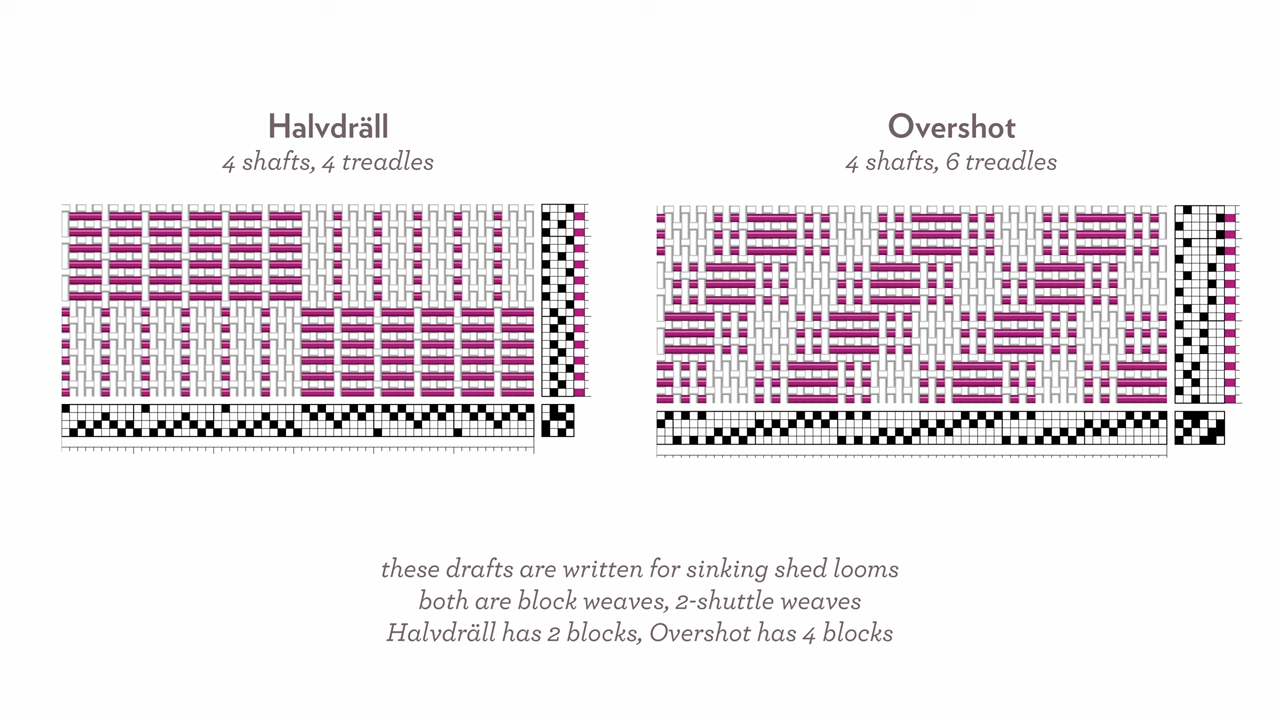 Halvdräll
4 shafts, 4 treadles
Overshot
4 shafts, 6 treadles
these drafts are written for sinking shed looms
both are block weaves, 2-shuttle weaves
Halvdräll has 2 blocks, Overshot has 4 blocks